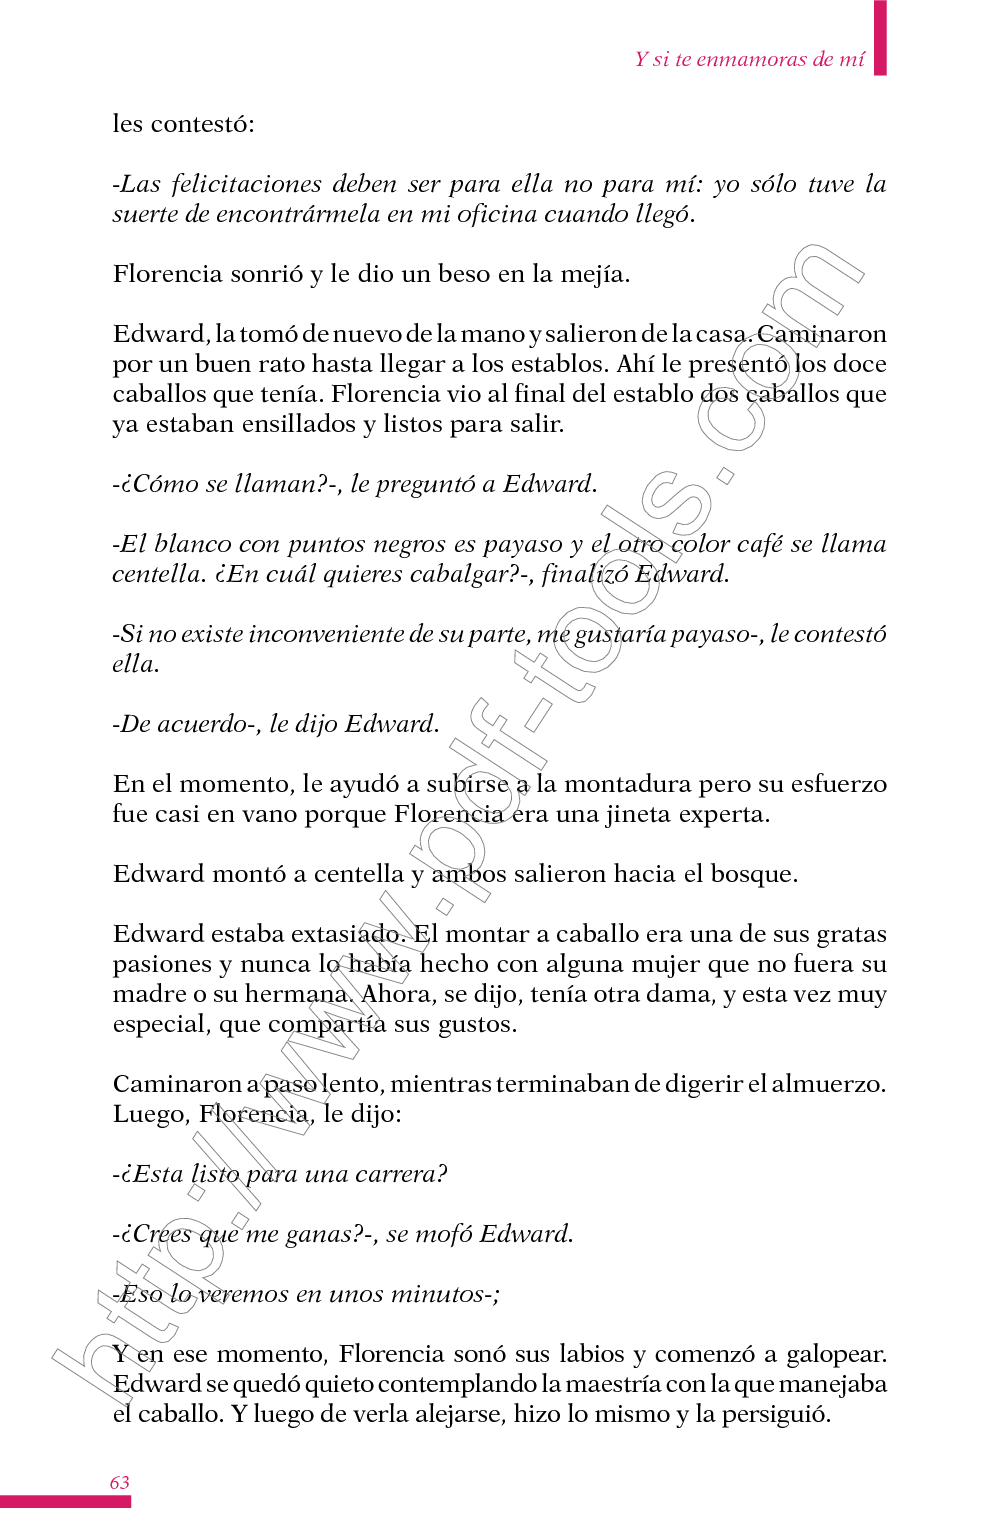 Y si te enmamoras de mí
les contestó:
-Las felicitaciones deben ser para ella no para mí: yo sólo tuve la
suerte de encontrármela en mi oficina cuando llegó.
Florencia sonrió y le dio un beso en la mejía.
Edward, la tomó de nuevo de la mano y salieron de la casa. Caminaron
por un buen rato hasta llegar a los establos. Ahí le presentó los doce
caballos que tenía. Florencia vio al final del establo dos caballos que
ya estaban ensillados y listos para salir.
-¿Cómo se llaman?-, le preguntó a Edward.
-El blanco con puntos negros es payaso y el otro color café se llama
centella. ¿En cuál quieres cabalgar?-, finalizó Edward.
-Si no existe inconveniente de su parte, me gustaría payaso-, le contestó
ella.
-De acuerdo-, le dijo Edward.
En el momento, le ayudó a subirse a la montadura pero su esfuerzo
fue casi en vano porque Florencia era una jineta experta.
Edward montó a centella y ambos salieron hacia el bosque.
Edward estaba extasiado. El montar a caballo era una de sus gratas
pasiones y nunca lo había hecho con alguna mujer que no fuera su
madre o su hermana. Ahora, se dijo, tenía otra dama, y esta vez muy
especial, que compartía sus gustos.
Caminaron a paso lento, mientras terminaban de digerir el almuerzo.
Luego, Florencia, le dijo:
-¿Esta listo para una carrera?
-¿Crees que me ganas?-, se mofó Edward.
-Eso lo veremos en unos minutos-;
Y en ese momento, Florencia sonó sus labios y comenzó a galopear.
Edward se quedó quieto contemplando la maestría con la que manejaba
el caballo. Y luego de verla alejarse, hizo lo mismo y la persiguió.
63
http://www.pdf-tools.com